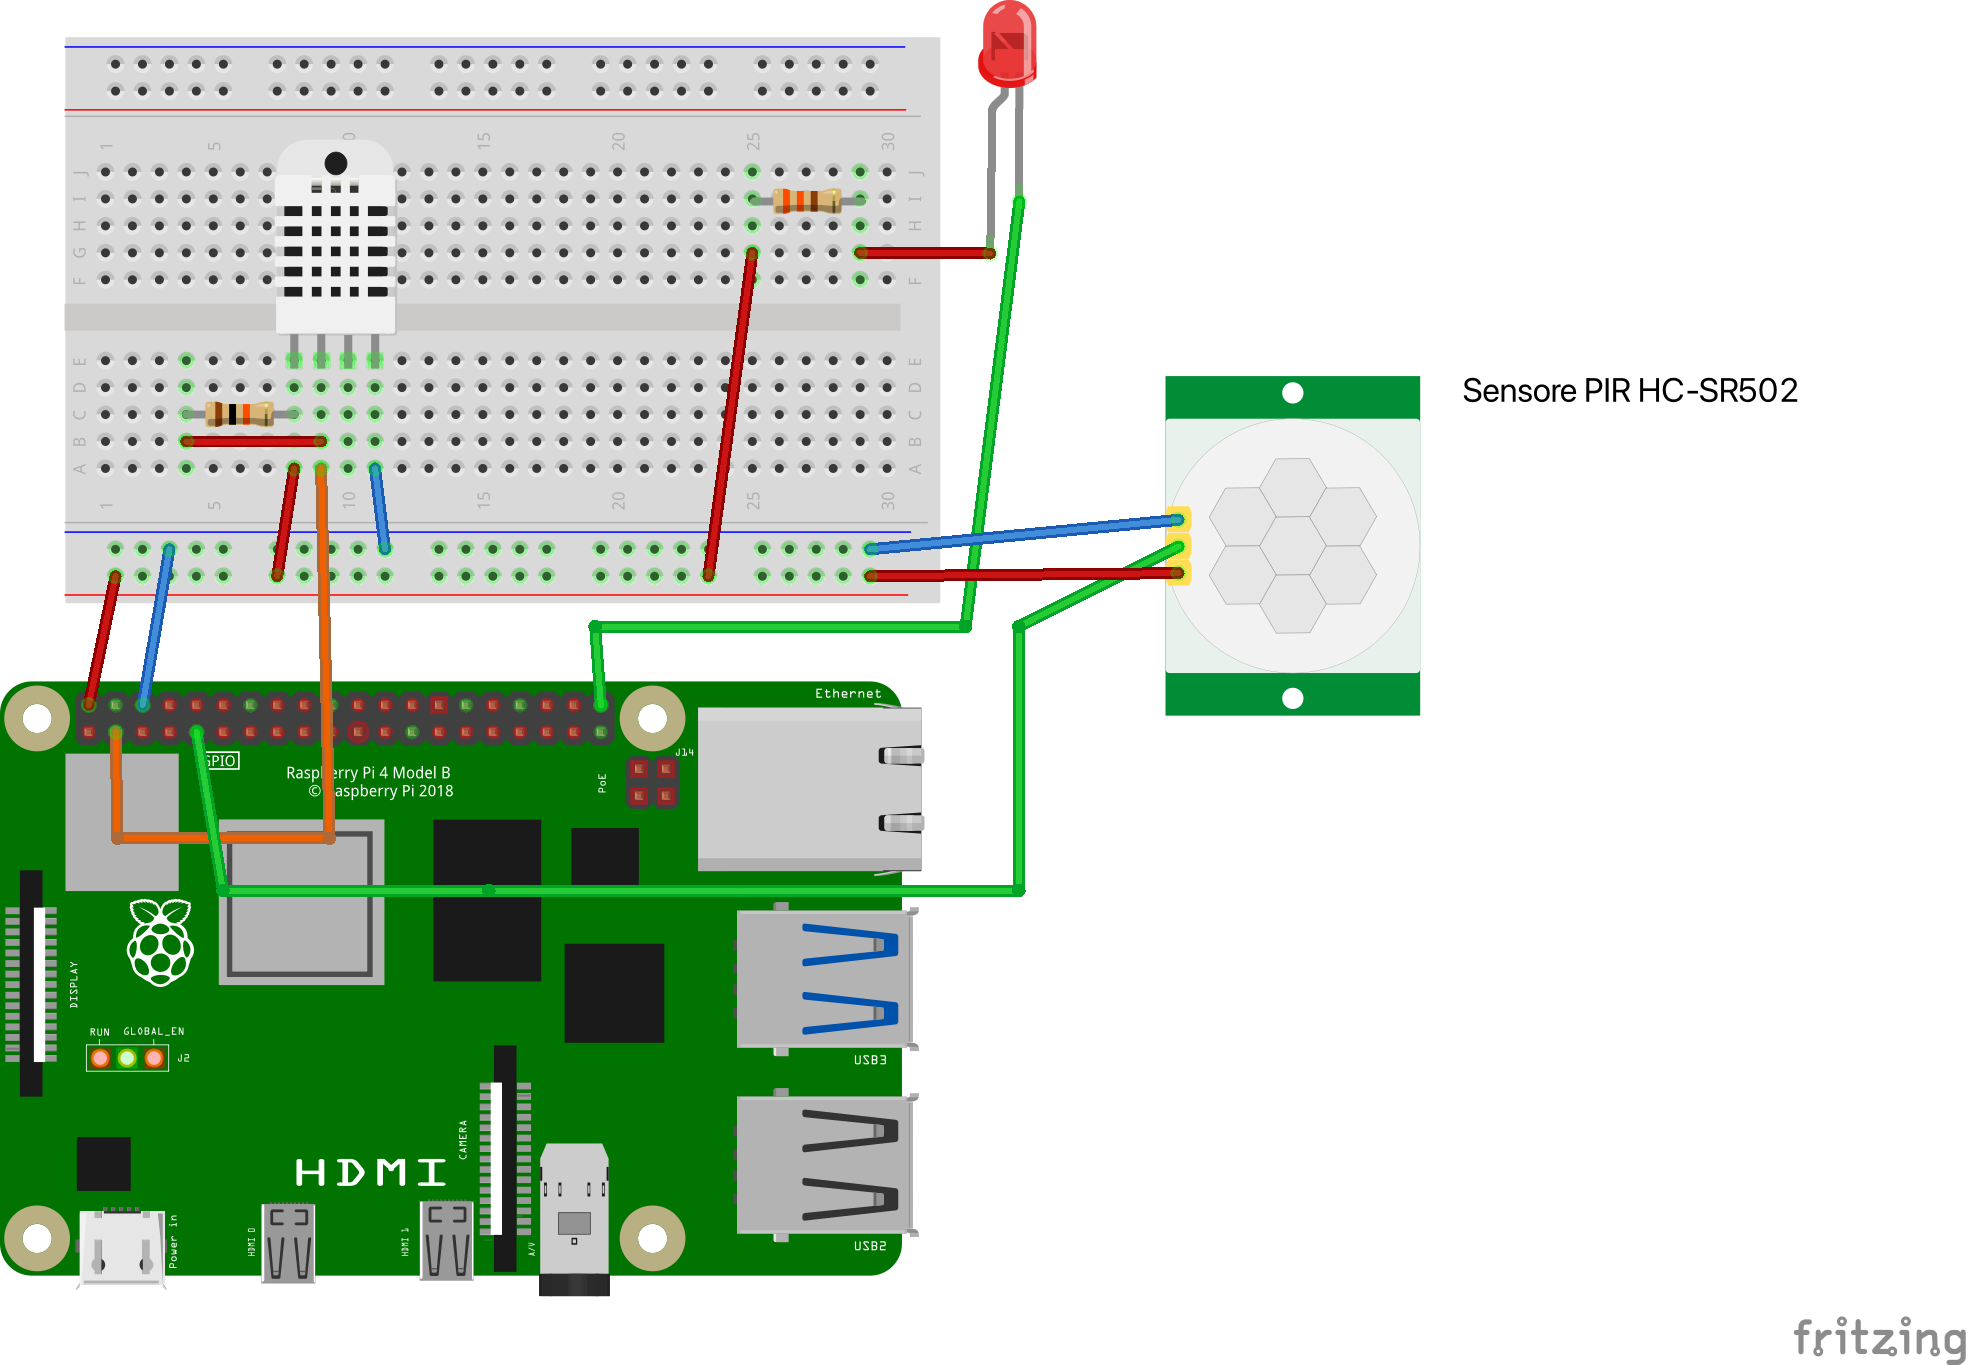 1 5 10 15 20 25 30
J J
I I
H H
G G
F F
E E
D D
C C
B B
A A
1 5 10 15 20 25 30
Sensore PIR HC-SR502
Ethernet
J14
PoE
GPIO
Raspberry Pi 4 Model B
© Raspberry Pi 2018
DISPLAY
RUN GLOBAL_EN
J2
USB3
CAMERA
HDMI
Power in
HDMI 0
HDMI 1
A/V
USB2
fritzing